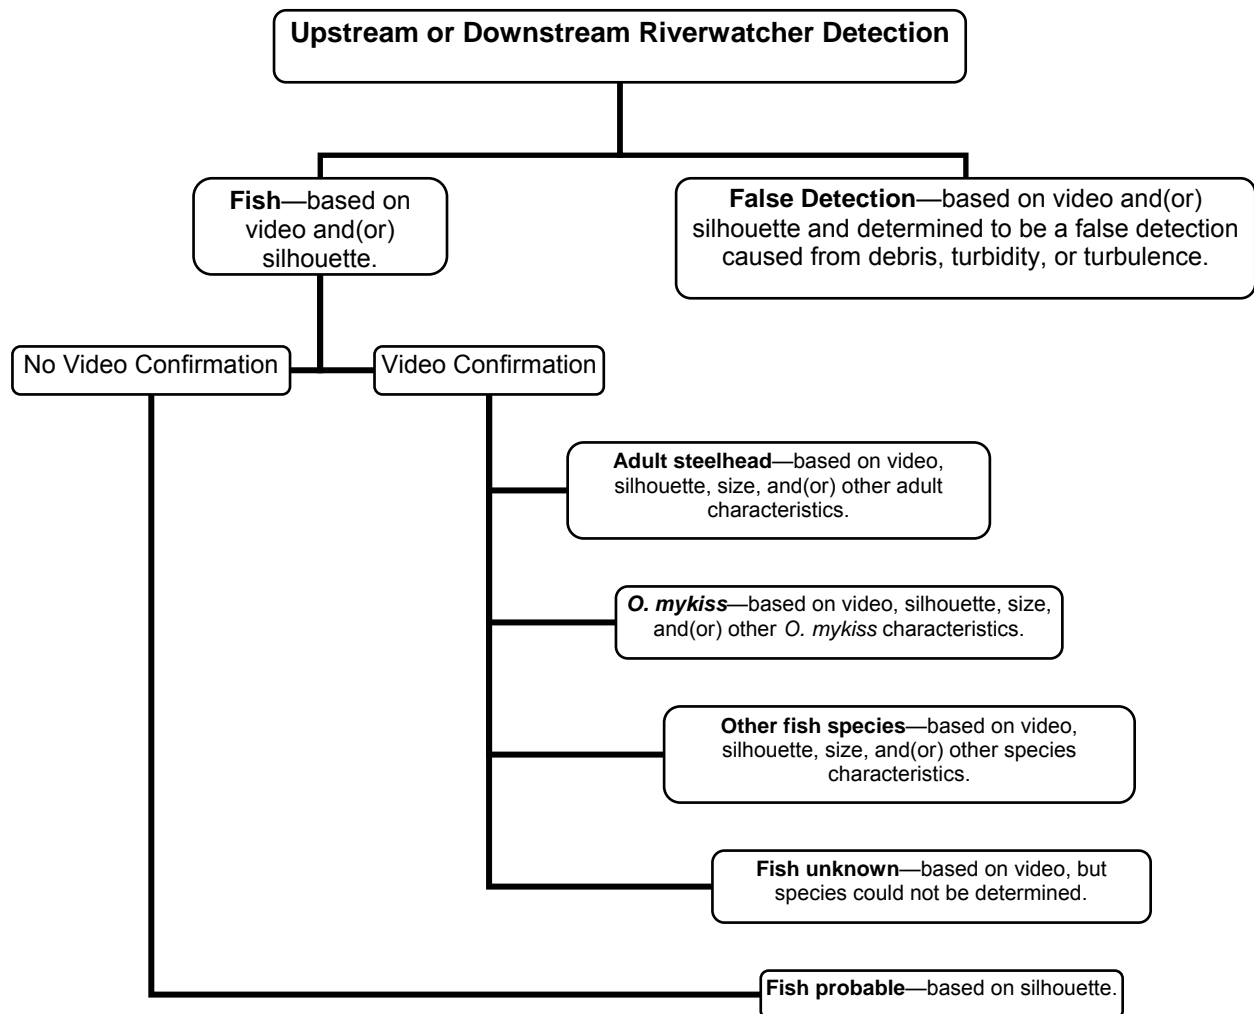 Upstream or Downstream Riverwatcher Detection
Fish—based on
video and(or)
silhouette.
False Detection—based on video and(or)
silhouette and determined to be a false detection
caused from debris, turbidity, or turbulence.
No Video Confirmation
Video Confirmation
Adult steelhead—based on video,
silhouette, size, and(or) other adult
characteristics.
O. mykiss—based on video, silhouette, size,
and(or) other O. mykiss characteristics.
Other fish species—based on video,
silhouette, size, and(or) other species
characteristics.
Fish unknown—based on video, but
species could not be determined.
Fish probable—based on silhouette.